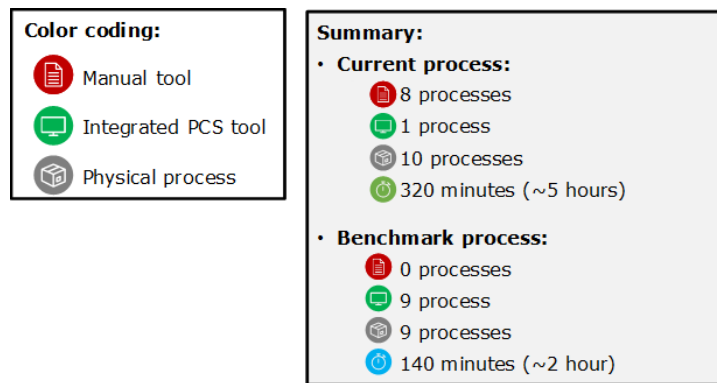 Color coding:
Manual tool
Integrated PCS tool
Physical process
Summary:
• Current process:
8 processes
1 process
10 processes
320 minutes (~5 hours)
• Benchmark process:
0 processes
9 process
9 processes
140 minutes (~2 hour)